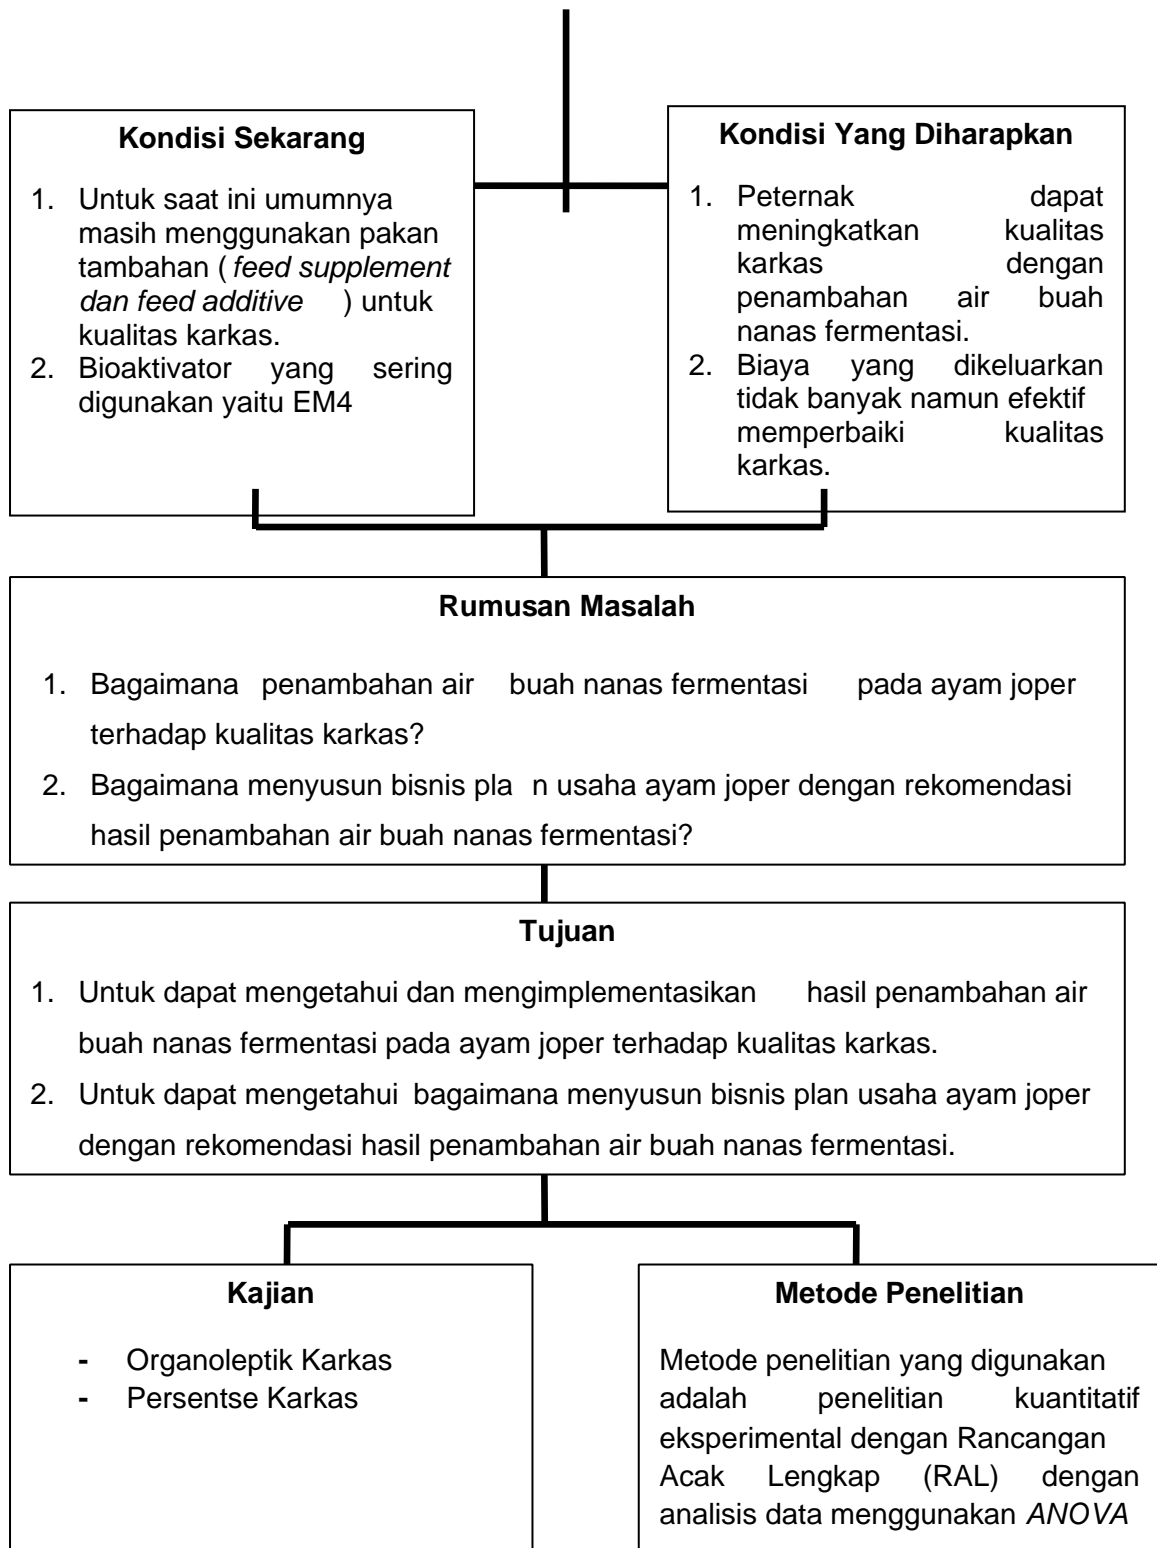 Kondisi Sekarang
1. Untuk saat ini umumnya
masih menggunakan pakan
tambahan (feed supplement
dan feed additive ) untuk
kualitas karkas.
2. Bioaktivator yang sering
digunakan yaitu EM4
Kondisi Yang Diharapkan
1. Peternak dapat
meningkatkan kualitas
karkas dengan
penambahan air buah
nanas fermentasi.
2. Biaya yang dikeluarkan
tidak banyak namun efektif
memperbaiki kualitas
karkas.
Rumusan Masalah
1. Bagaimana penambahan air buah nanas fermentasi pada ayam joper
terhadap kualitas karkas?
2. Bagaimana menyusun bisnis pla n usaha ayam joper dengan rekomendasi
hasil penambahan air buah nanas fermentasi?
Tujuan
1. Untuk dapat mengetahui dan mengimplementasikan hasil penambahan air
buah nanas fermentasi pada ayam joper terhadap kualitas karkas.
2. Untuk dapat mengetahui bagaimana menyusun bisnis plan usaha ayam joper
dengan rekomendasi hasil penambahan air buah nanas fermentasi.
Kajian
- Organoleptik Karkas
- Persentse Karkas
Metode Penelitian
Metode penelitian yang digunakan
adalah penelitian kuantitatif
eksperimental dengan Rancangan
Acak Lengkap (RAL) dengan
analisis data menggunakan ANOVA